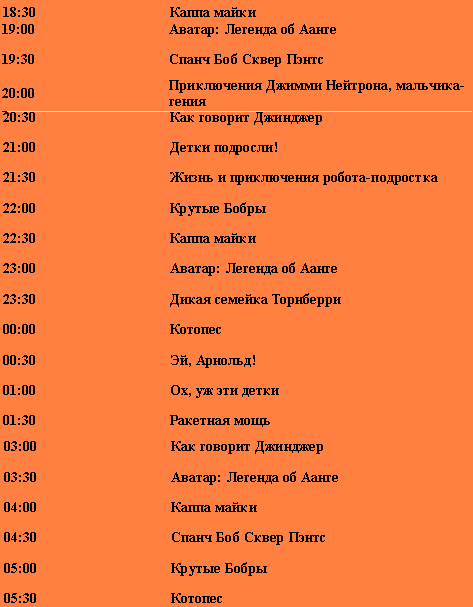 18:30 Каппа майки
19:00 Аватар: Легенда об Аанге
19:30 Спанч Боб Сквер Пэнтс
20:00 Приключения Джимми Нейтрона, мальчика-
гения
20:30 Как говорит Джинджер
21:00 Детки подросли!
21:30 Жизнь и приключения робота-подростка
22:00 Крутые Бобры
22:30 Каппа майки
23:00 Аватар: Легенда об Аанге
23:30 Дикая семейка Торнберри
00:00 Котопес
00:30 Эй, Арнольд!
01:00 Ох, уж эти детки
01:30 Ракетная мощь
03:00 Как говорит Джинджер
03:30 Аватар: Легенда об Аанге
04:00 Каппа майки
04:30 Спанч Боб Сквер Пэнтс
05:00 Крутые Бобры
05:30 Котопес